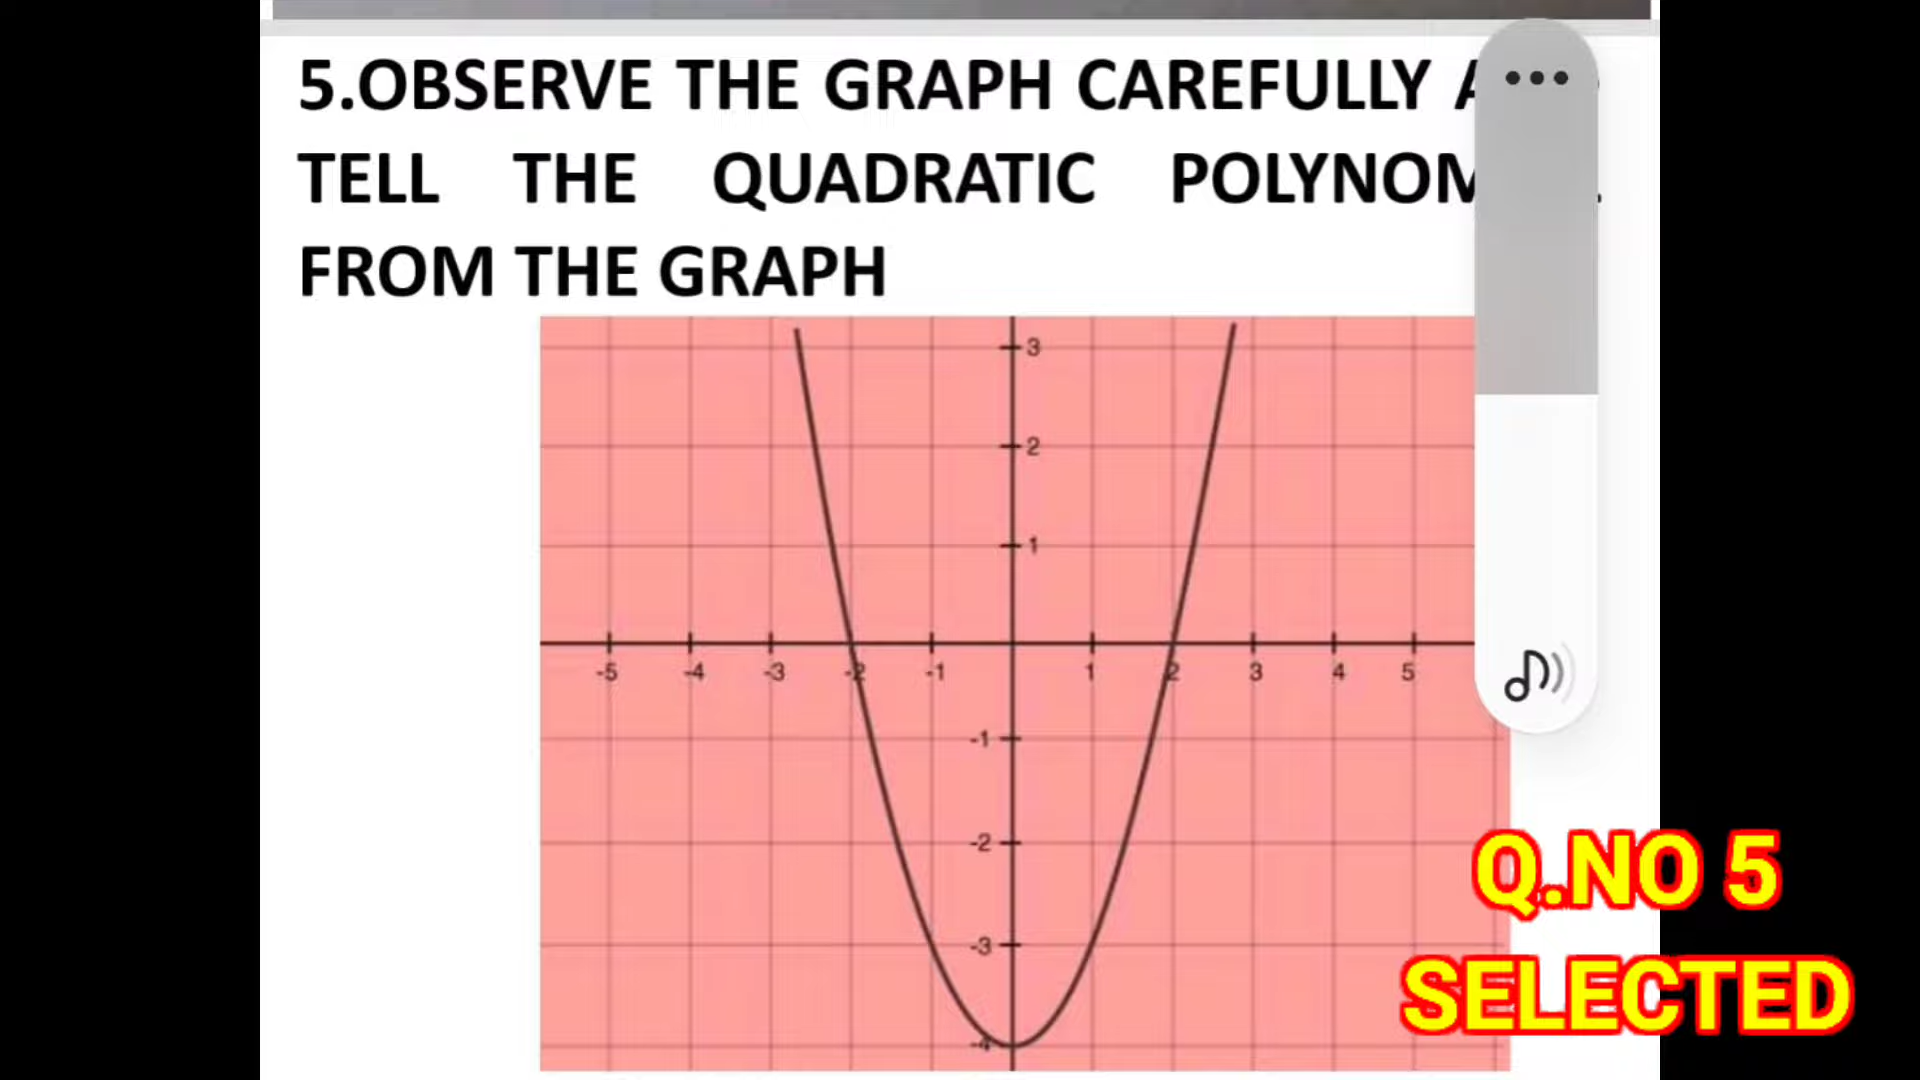 5.OBSERVE THE GRAPH CAREFULLY
TELL THE QUADRATIC
FROM THE GRAPH
3
2
1
-5 -4 -3 -2 -1 1 2 3 4 5
-1
-2
-3
-4
Q.NO 5
SELECTED